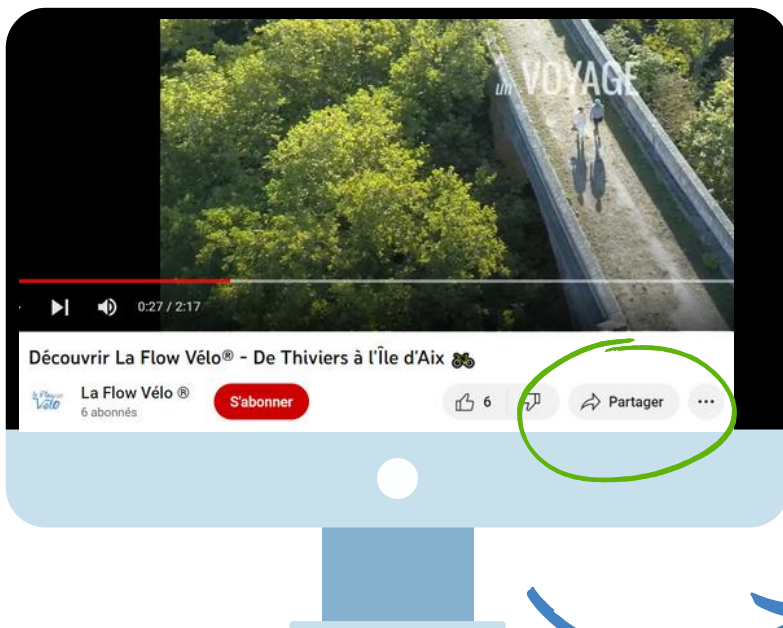 un VOYAGE
0:27 / 2:17
Découvrir La Flow Vélo® - De Thiviers à l'Île d'Aix
La Flow Vélo ®
6 abonnés
S'abonner
6
Partager